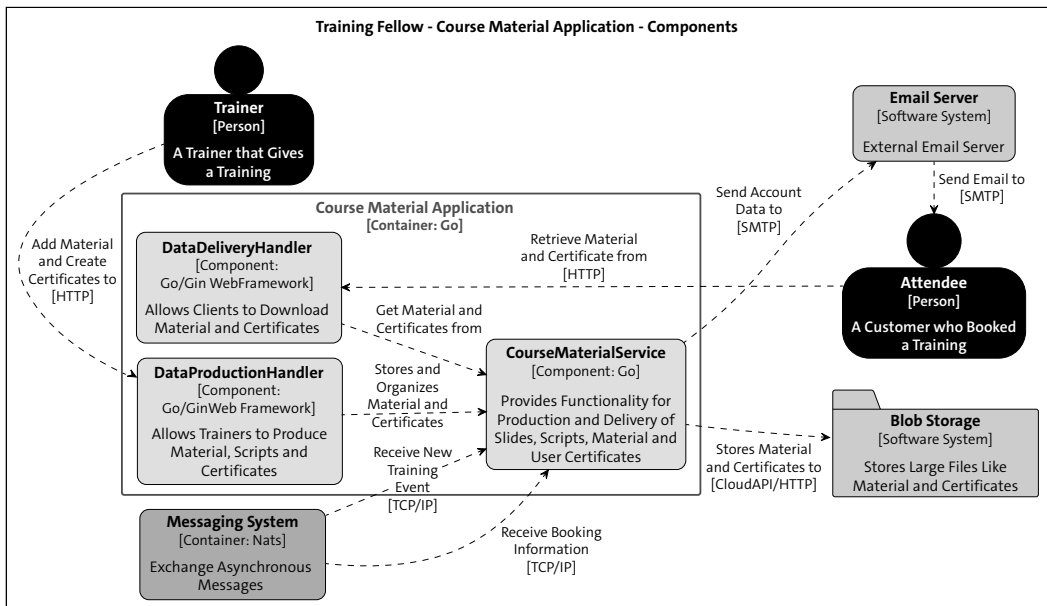 Training Fellow - Course Material Application - Components
Trainer
[Person]
A Trainer that Gives
a Training
Email Server
[Software System]
External Email Server
Send Account
Data to
[SMTP]
Send Email to
[SMTP]
Course Material Application
[Container: Go]
Add Material
and Create
Certificates to
[HTTP]
DataDeliveryHandler
[Component:
Go/Gin WebFramework]
Allows Clients to Download
Material and Certificates
Retrieve Material
and Certificate from
[HTTP]
Attendee
[Person]
A Customer who Booked
a Training
Get Material and
Certificates from
CourseMaterialService
[Component: Go]
Provides Functionality for
Production and Delivery of
Slides, Scripts, Material and
User Certificates
DataProductionHandler
[Component:
Go/GinWeb Framework]
Allows Trainers to Produce
Material, Scripts and
Certificates
Stores and
Organizes
Material and
Certificates
Blob Storage
[Software System]
Stores Large Files Like
Material and Certificates
Stores Material
and Certificates to
[CloudAPI/HTTP]
Receive New
Training
Event
[TCP/IP]
Messaging System
[Container: Nats]
Exchange Asynchronous
Messages
Receive Booking
Information
[TCP/IP]